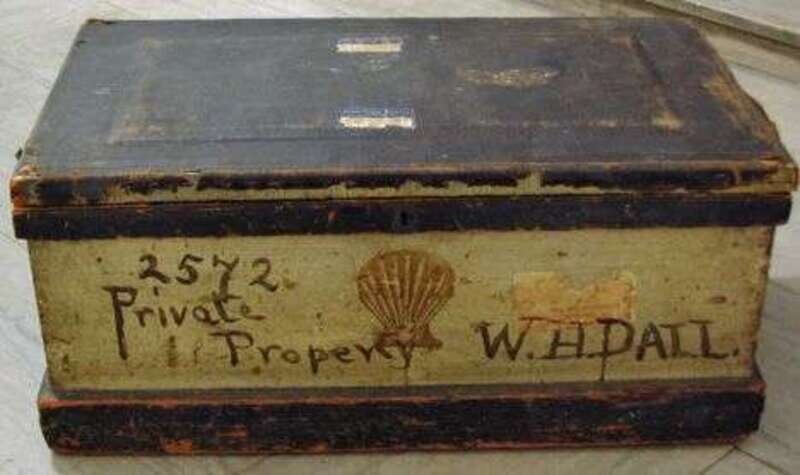 2572
Private
Property
W. H. DALL.